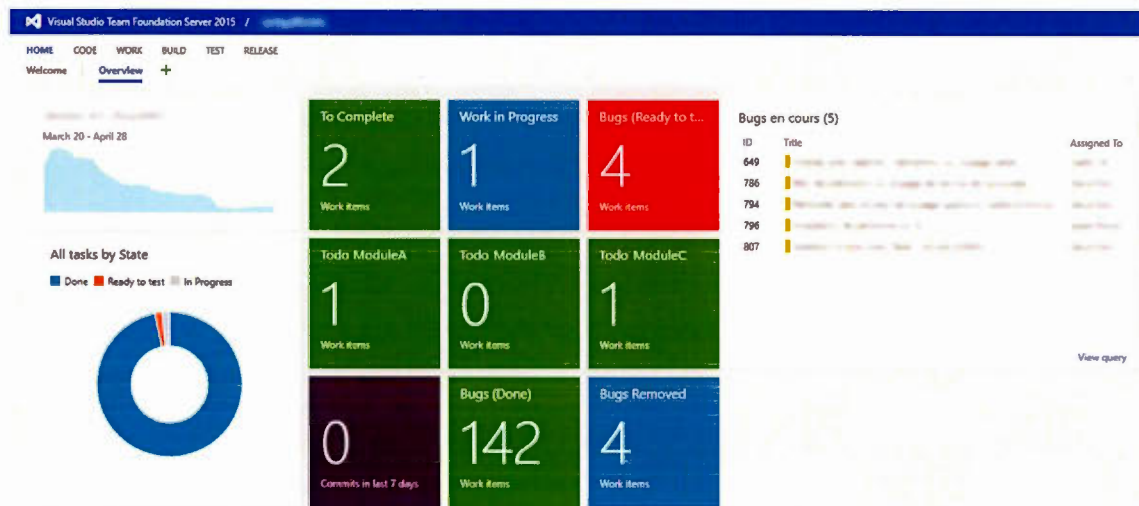 Visual Studio Team Foundation Server 2015 /
HOME CODE WORK BUILD TEST RELEASE
Welcome Overview +
March 20 - April 28
All tasks by State
Done Ready to test In Progress
To Complete
2
Work items
Work in Progress
1
Work items
Bugs (Ready to t...
4
Work items
Todo ModuleA
1
Work items
Todo ModuleB
0
Work items
Todo ModuleC
1
Work items
0
Commits in last 7 days
Bugs (Done)
142
Work items
Bugs Removed
4
Work items
Bugs en cours (5)
ID Title Assigned To
649
786
794
796
807
View query